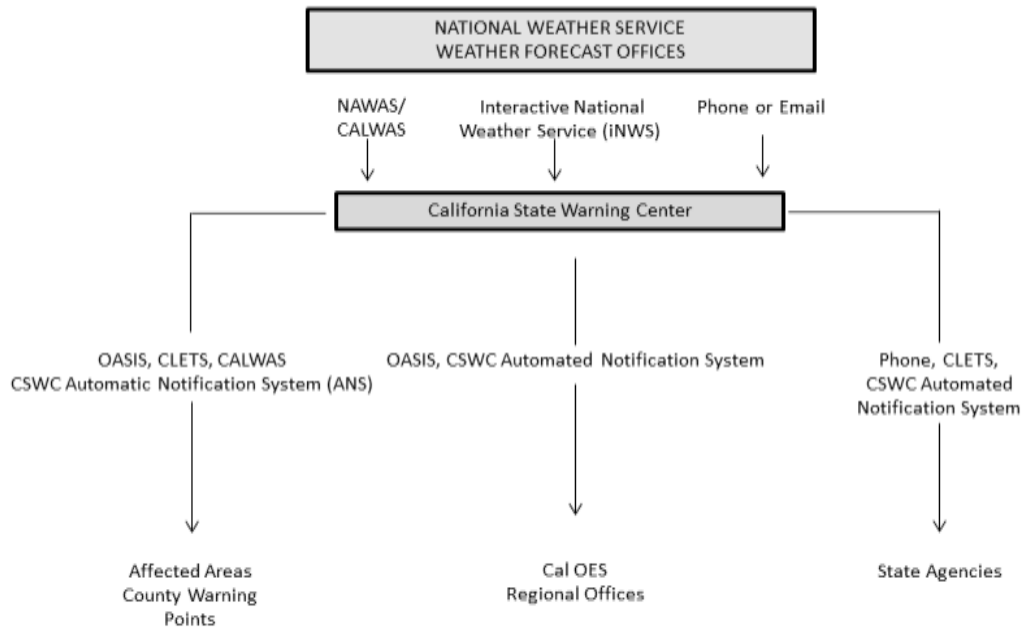 NATIONAL WEATHER SERVICE
WEATHER FORECAST OFFICES
NAWAS/
CALWAS
Interactive National
Weather Service (iNWS)
Phone or Email
California State Warning Center
OASIS, CLETS, CALWAS
CSWC Automatic Notification System (ANS)
OASIS, CSWC Automated Notification System
Phone, CLETS,
CSWC Automated
Notification System
Affected Areas
County Warning
Points
Cal OES
Regional Offices
State Agencies